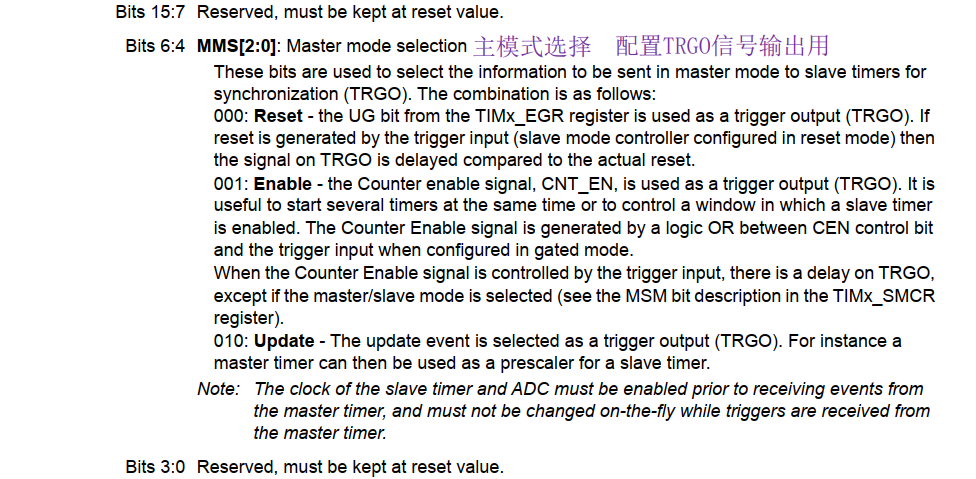 Bits 15:7 Reserved, must be kept at reset value.
Bits 6:4 MMS[2:0]: Master mode selection 主模式选择 配置TRGO信号输出用
These bits are used to select the information to be sent in master mode to slave timers for
synchronization (TRGO). The combination is as follows:
000: Reset - the UG bit from the TIMx_EGR register is used as a trigger output (TRGO). If
reset is generated by the trigger input (slave mode controller configured in reset mode) then
the signal on TRGO is delayed compared to the actual reset.
001: Enable - the Counter enable signal, CNT_EN, is used as a trigger output (TRGO). It is
useful to start several timers at the same time or to control a window in which a slave timer
is enabled. The Counter Enable signal is generated by a logic OR between CEN control bit
and the trigger input when configured in gated mode.
When the Counter Enable signal is controlled by the trigger input, there is a delay on TRGO,
except if the master/slave mode is selected (see the MSM bit description in the TIMx_SMCR
register).
010: Update - The update event is selected as a trigger output (TRGO). For instance a
master timer can then be used as a prescaler for a slave timer.
Note: The clock of the slave timer and ADC must be enabled prior to receiving events from
the master timer, and must not be changed on-the-fly while triggers are received from
the master timer.
Bits 3:0 Reserved, must be kept at reset value.